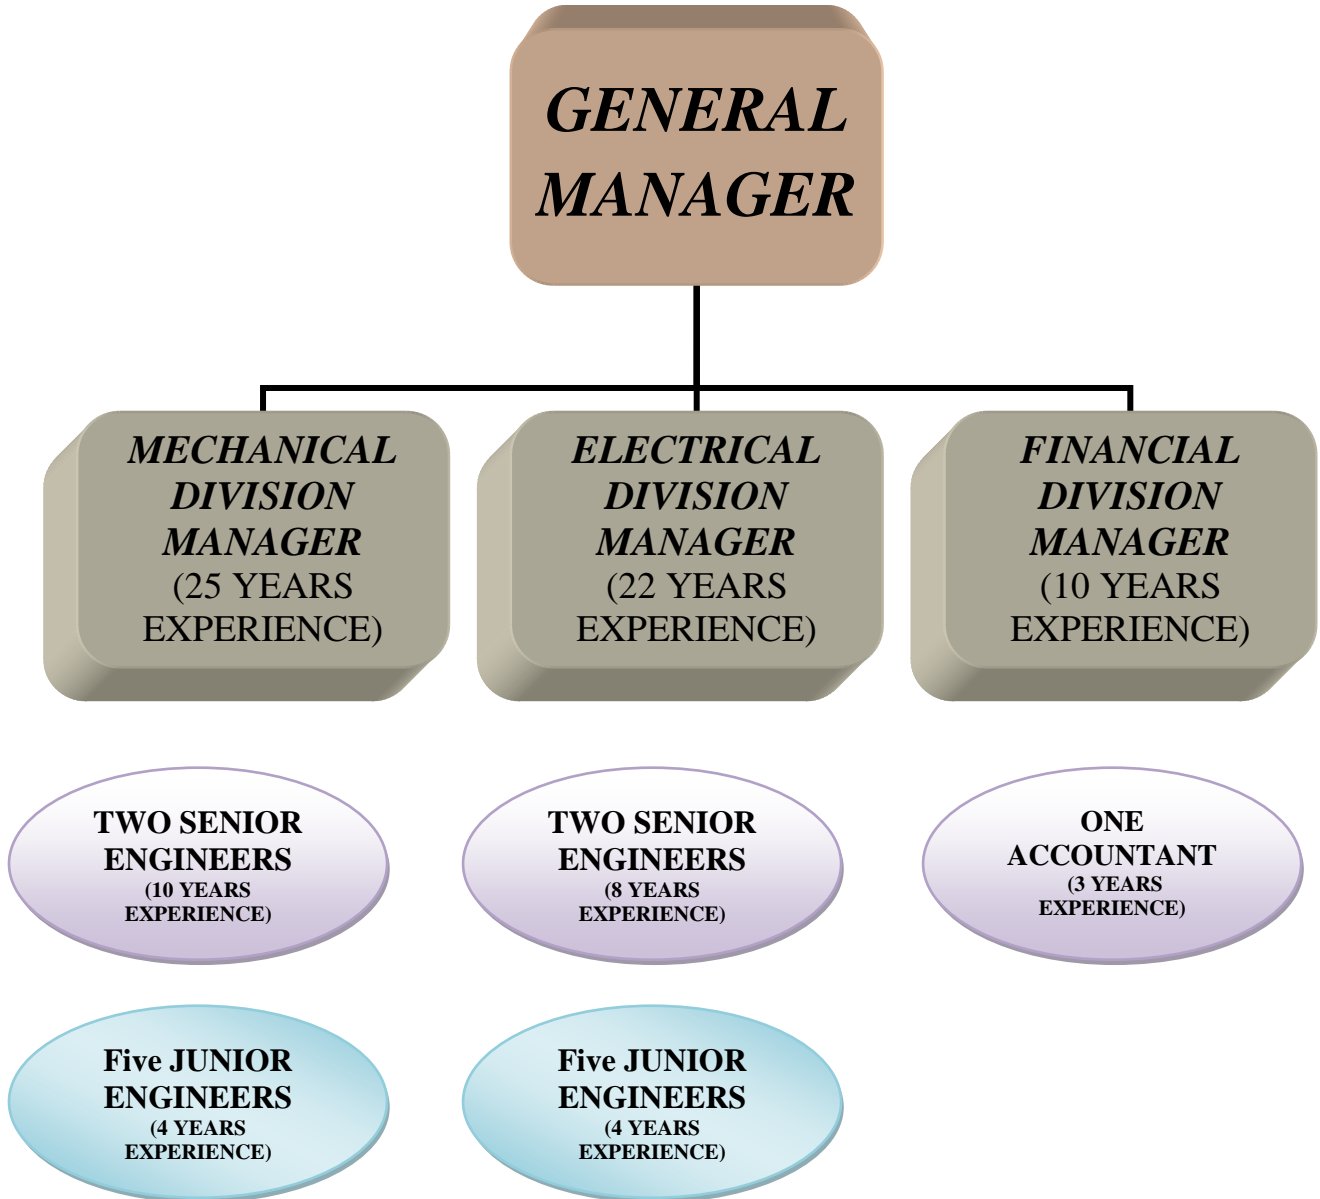 GENERAL
MANAGER
MECHANICAL
DIVISION
MANAGER
(25 YEARS
EXPERIENCE)
ELECTRICAL
DIVISION
MANAGER
(22 YEARS
EXPERIENCE)
FINANCIAL
DIVISION
MANAGER
(10 YEARS
EXPERIENCE)
TWO SENIOR
ENGINEERS
(10 YEARS
EXPERIENCE)
TWO SENIOR
ENGINEERS
(8 YEARS
EXPERIENCE)
ONE
ACCOUNTANT
(3 YEARS
EXPERIENCE)
Five JUNIOR
ENGINEERS
(4 YEARS
EXPERIENCE)
Five JUNIOR
ENGINEERS
(4 YEARS
EXPERIENCE)